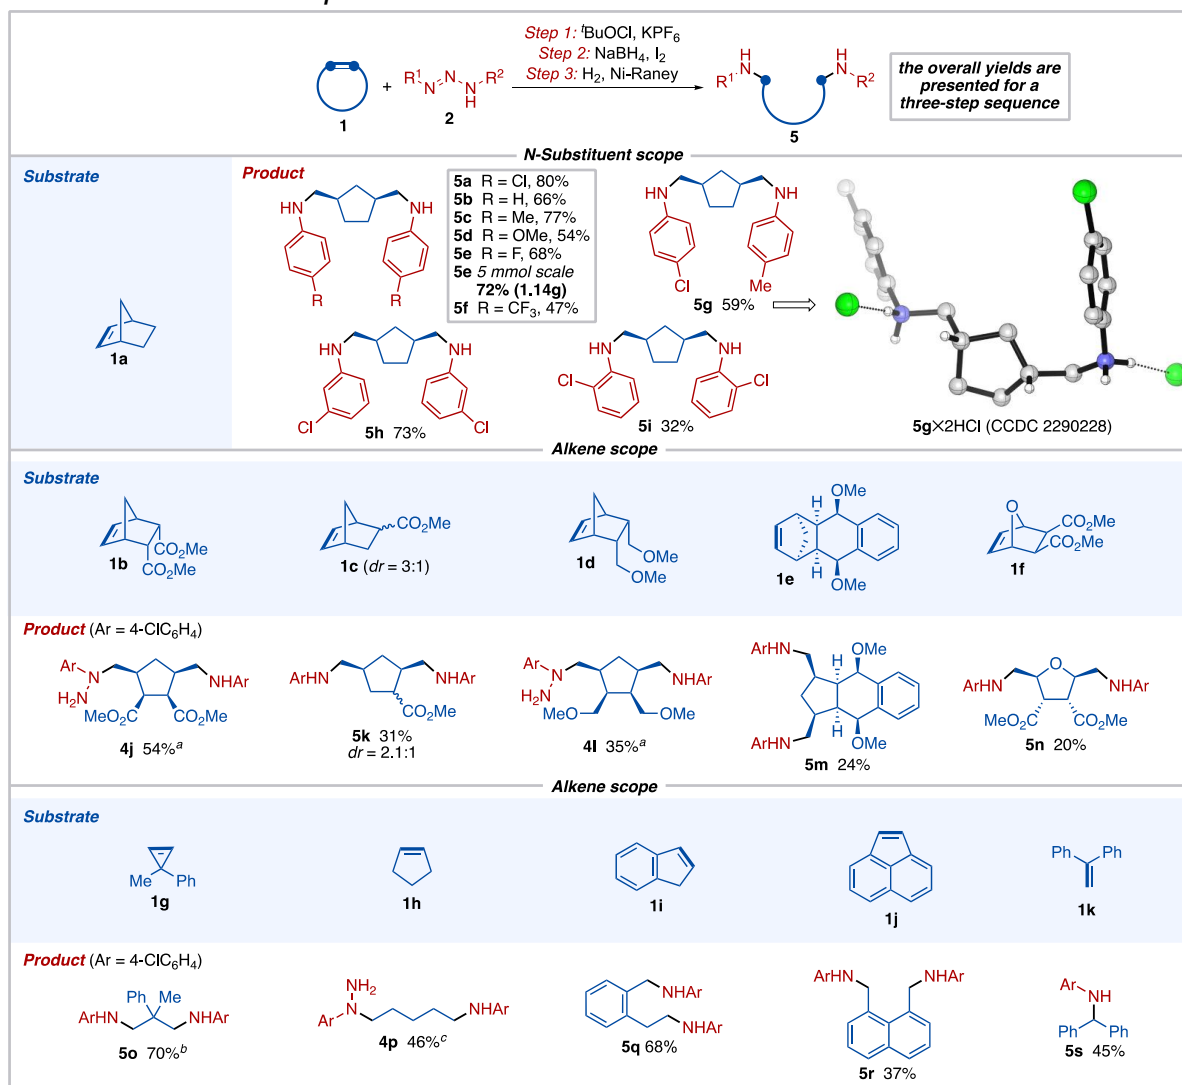 Step 1: tBuOCl, KPF6
Step 2: NaBH4, I2
Step 3: H2, Ni-Raney
1 + R1 N N N H R2 2
R1 H N H N R2 5
the overall yields are
presented for a
three-step sequence
N-Substituent scope
Substrate
1a
Product
HN NH R R
5a R = Cl, 80%
5b R = H, 66%
5c R = Me, 77%
5d R = OMe, 54%
5e R = F, 68%
5e 5 mmol scale
72% (1.14g)
5f R = CF3, 47%
HN NH Cl Me
5g 59%
HN NH Cl Cl
5h 73%
HN NH Cl Cl
5i 32%
5g×2HCl (CCDC 2290228)
Alkene scope
Substrate
CO2Me
CO2Me
1b
CO2Me
1c (dr = 3:1)
OMe
OMe
1d
OMe
H
H
OMe
1e
O
CO2Me
CO2Me
1f
Product (Ar = 4-ClC6H4)
Ar N H2N NHAr
MeO2C CO2Me
4j 54%a
ArHN NHAr
CO2Me
5k 31%
dr = 2.1:1
Ar N H2N NHAr
MeO OMe
4l 35%a
ArHN OMe
H
H
ArHN OMe
5m 24%
ArHN O NHAr
MeO2C CO2Me
5n 20%
Alkene scope
Substrate
Me Ph
1g
1h
1i
1j
Ph Ph
1k
Product (Ar = 4-ClC6H4)
Ph Me
ArHN NHAr
5o 70%b
NH2
Ar N NHAr
4p 46%c
NHAr
NHAr
5q 68%
ArHN NHAr
5r 37%
Ar NH
Ph Ph
5s 45%